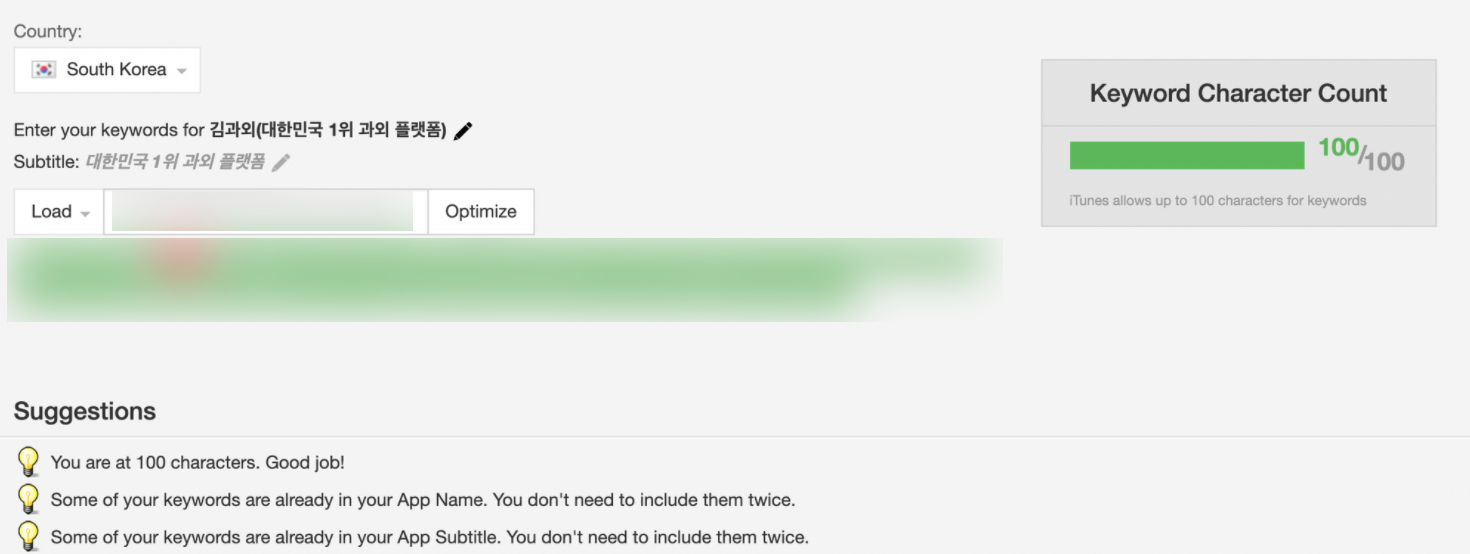 Country:
South Korea
Enter your keywords for 김과외(대한민국 1위 과외 플랫폼)
Subtitle: 대한민국 1위 과외 플랫폼
Load
Optimize
Keyword Character Count
100/100
iTunes allows up to 100 characters for keywords
Suggestions
You are at 100 characters. Good job!
Some of your keywords are already in your App Name. You don't need to include them twice.
Some of your keywords are already in your App Subtitle. You don't need to include them twice.